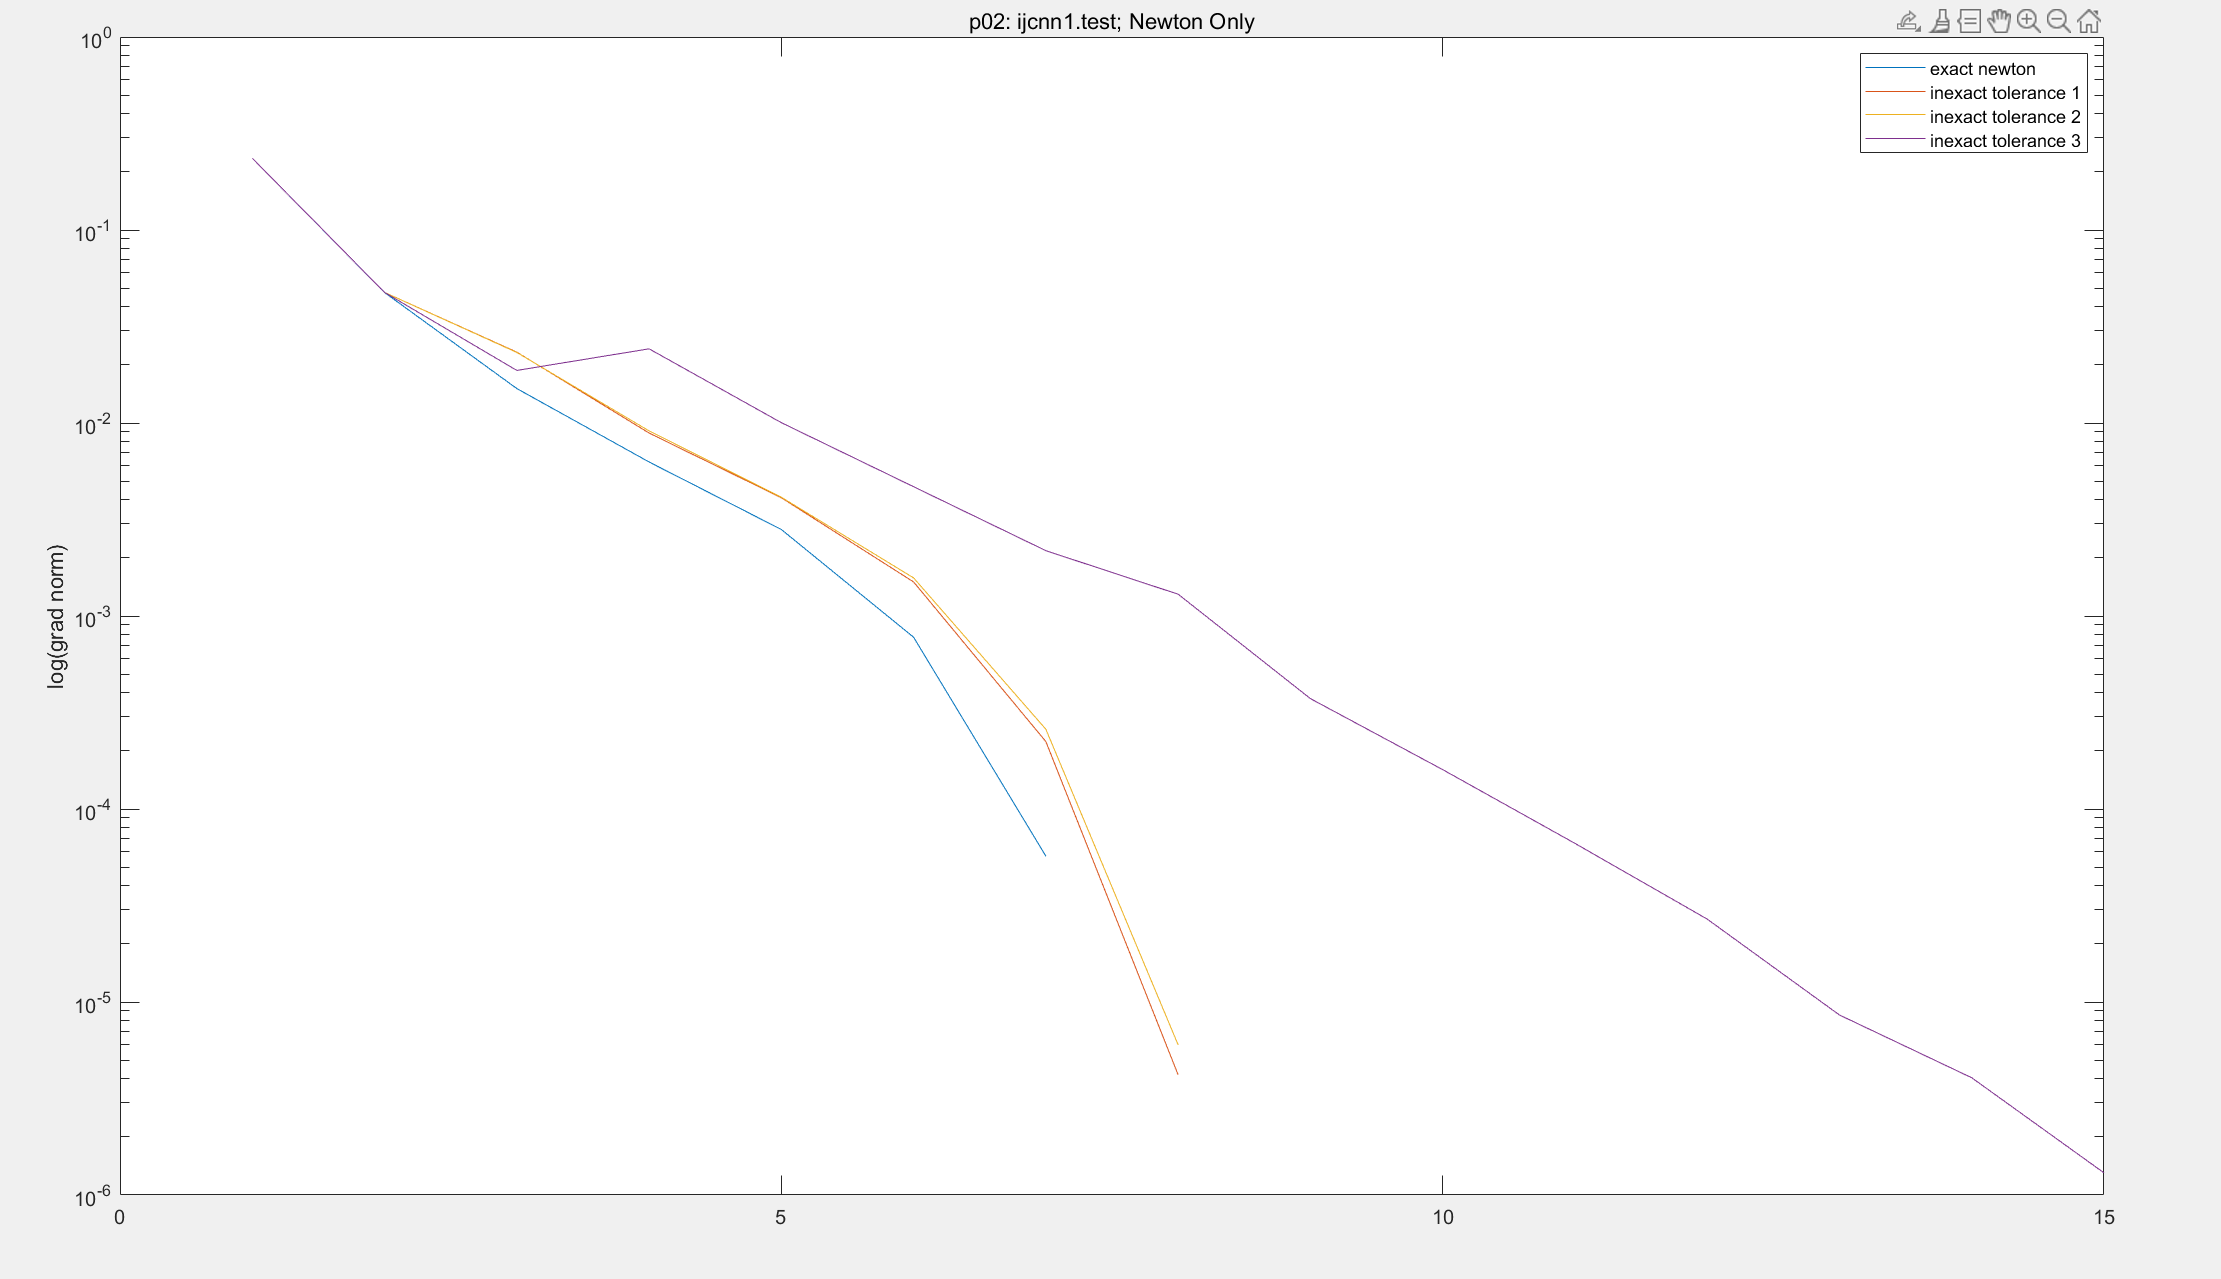 p02: ijcnn1.test; Newton Only
exact newton
inexact tolerance 1
inexact tolerance 2
inexact tolerance 3
log(grad norm)
10^0
10^-1
10^-2
10^-3
10^-4
10^-5
10^-6
0 5 10 15